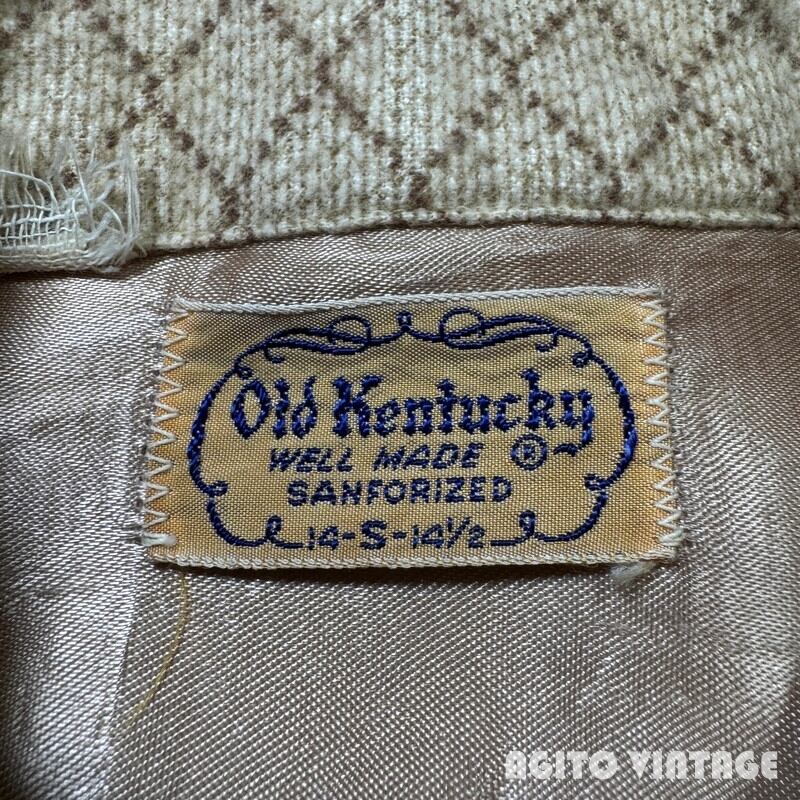 Old Kentucky
WELL MADE ®
SANFORIZED
14-S-14½
AGITO VINTAGE